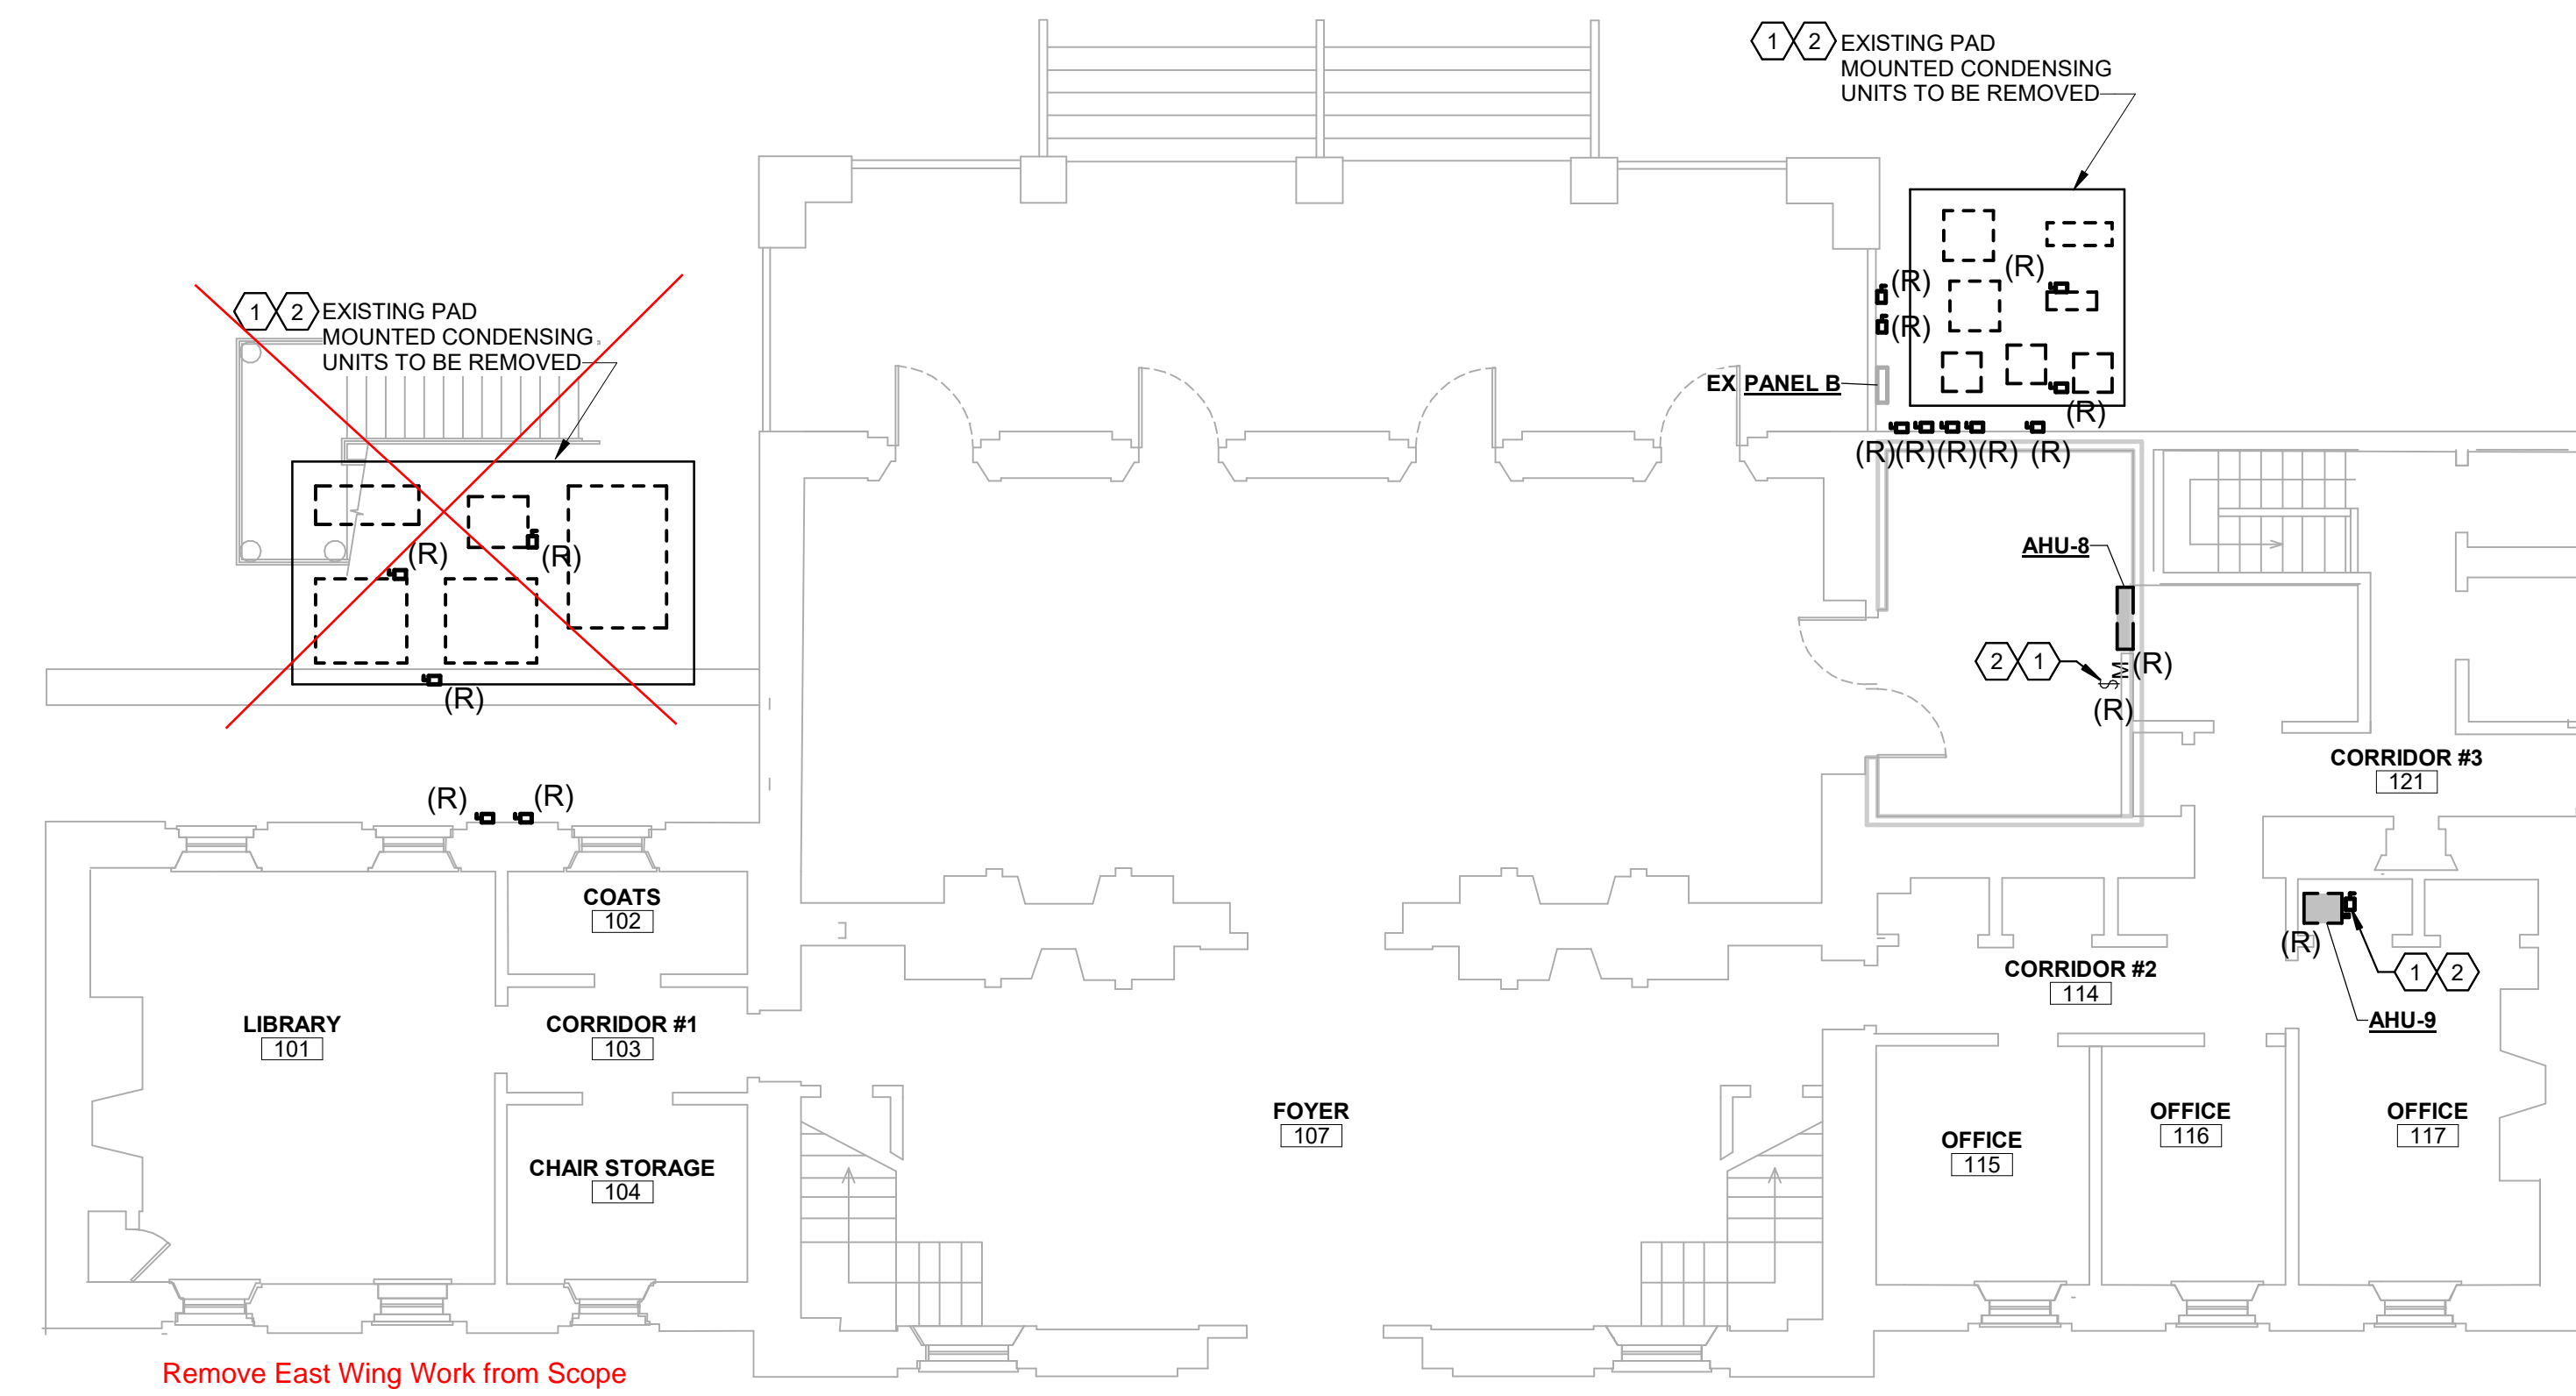 1 2 EXISTING PAD
MOUNTED CONDENSING
UNITS TO BE REMOVED
1 2 EXISTING PAD
MOUNTED CONDENSING
UNITS TO BE REMOVED
(R)
(R)
(R)
(R)
EX PANEL B
(R)
(R)(R)(R)(R) (R)
(R)
(R)
(R)
AHU-8
2 1
M
(R)
$
(R)
CORRIDOR #3
121
(R)
(R)
COATS
102
(R)
1 2
AHU-9
CORRIDOR #2
114
LIBRARY
101
CORRIDOR #1
103
FOYER
107
OFFICE
115
OFFICE
116
OFFICE
117
CHAIR STORAGE
104
Remove East Wing Work from Scope